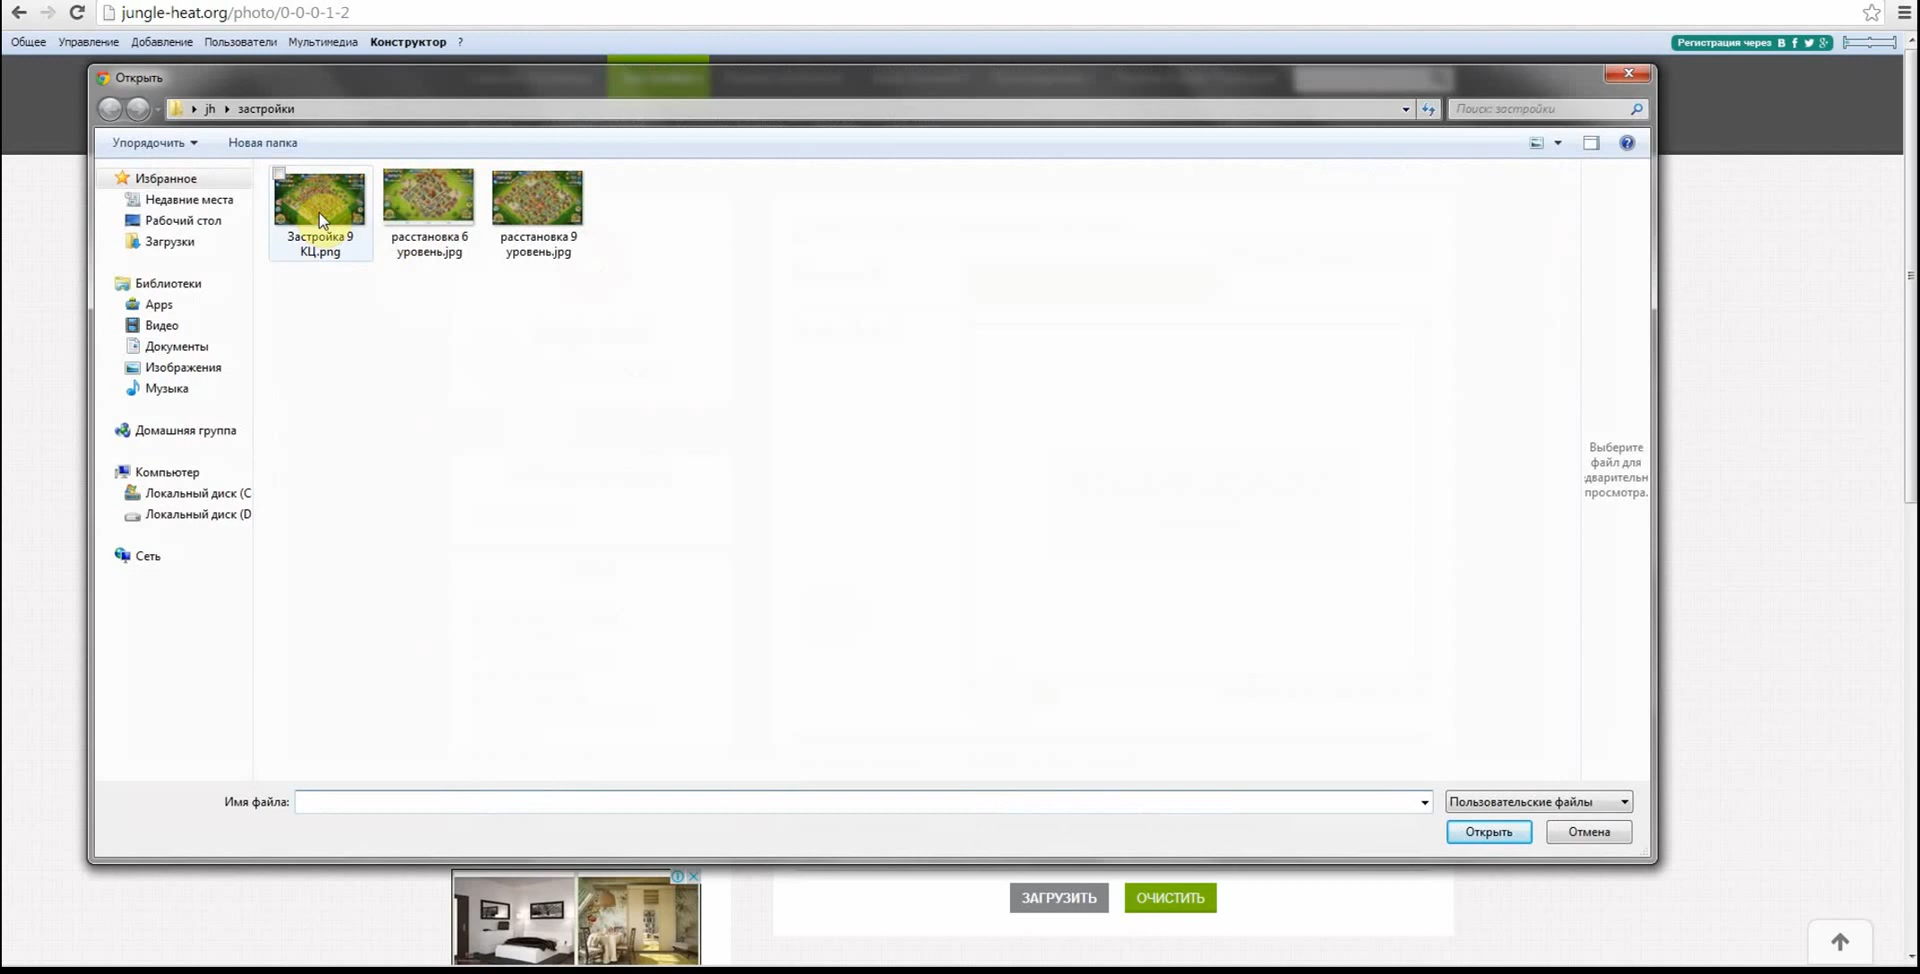 jungle-heat.org/photo/0-0-0-1-2
Общее Управление Добавление Пользователи Мультимедиа Конструктор ?
Регистрация через
Открыть
jh застройки
Поиск: застройки
Упорядочить Новая папка
Избранное
Недавние места
Рабочий стол
Загрузки
Библиотеки
Apps
Видео
Документы
Изображения
Музыка
Домашняя группа
Компьютер
Локальный диск (C
Локальный диск (D
Сеть
Застройка 9
КЦ.png
расстановка 6
уровень.jpg
расстановка 9
уровень.jpg
Выберите
файл для
дварительн
просмотра.
Имя файла:
Пользовательские файлы
Открыть Отмена
ЗАГРУЗИТЬ ОЧИСТИТЬ